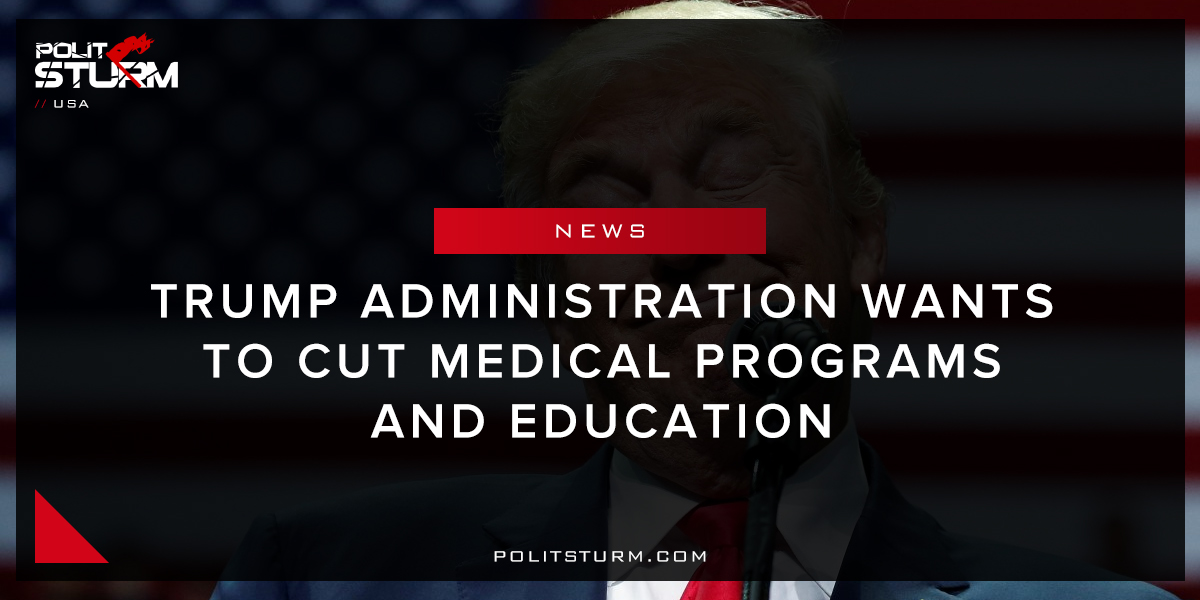 POLIT
STURM
// USA
NEWS
TRUMP ADMINISTRATION WANTS
TO CUT MEDICAL PROGRAMS
AND EDUCATION
POLITSTURM.COM